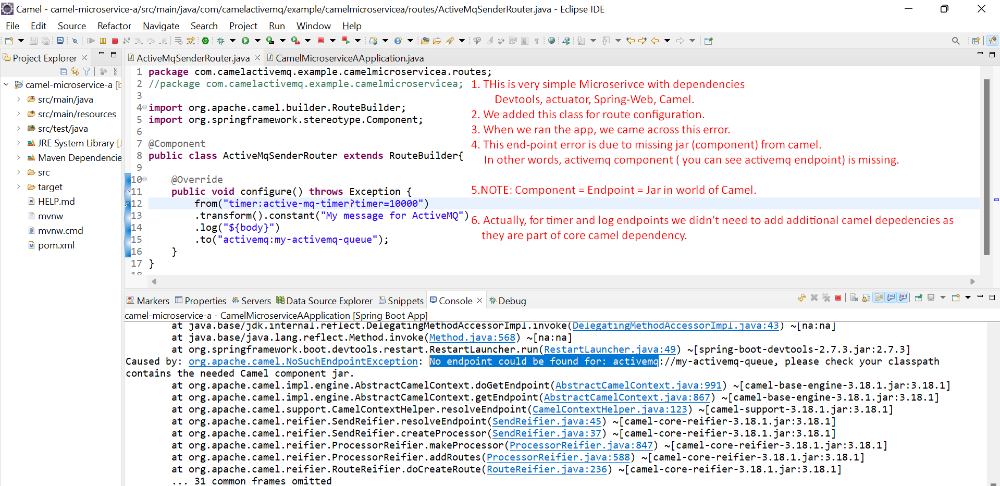 Camel - camel-microservice-a/src/main/java/com/camelactivemq/example/camelmicroservicea/routes/ActiveMqSenderRouter.java - Eclipse IDE
File Edit Source Refactor Navigate Search Project Run Window Help
Project Explorer
ActiveMqSenderRouter.java
CamelMicroserviceAApplication.java
camel-microservice-a [b
src/main/java
src/main/resources
src/test/java
JRE System Library [J
Maven Dependencie
src
target
HELP.md
mvnw
mvnw.cmd
pom.xml
1 package com.camelactivemq.example.camelmicroservicea.routes;
2 //package com.camelactivemq.example.camelmicroservicea;
3
4 import org.apache.camel.builder.RouteBuilder;
5 import org.springframework.stereotype.Component;
6
7 @Component
8 public class ActiveMqSenderRouter extends RouteBuilder{
9
10 @Override
11 public void configure() throws Exception {
12 from("timer:active-mq-timer?timer=10000")
13 .transform().constant("My message for ActiveMQ")
14 .log("${body}")
15 .to("activemq:my-activemq-queue");
16 }
17 }
18
1. THis is very simple Microserivce with dependencies
Devtools, actuator, Spring-Web, Camel.
2. We added this class for route configuration.
3. When we ran the app, we came across this error.
4. This end-point error is due to missing jar (component) from camel.
In other words, activemq component ( you can see activemq endpoint) is missing.
5.NOTE: Component = Endpoint = Jar in world of Camel.
6. Actually, for timer and log endpoints we didn't need to add additional camel depedencies as
they are part of core camel dependency.
Markers Properties Servers Data Source Explorer Snippets Console Debug
camel-microservice-a - CamelMicroserviceAApplication [Spring Boot App]
at java.base/jdk.internal.reflect.DelegatingMethodAccessorImpl.invoke(DelegatingMethodAccessorImpl.java:43) ~[na:na]
at java.base/java.lang.reflect.Method.invoke(Method.java:568) ~[na:na]
at org.springframework.boot.devtools.restart.RestartLauncher.run(RestartLauncher.java:49) ~[spring-boot-devtools-2.7.3.jar:2.7.3]
Caused by: org.apache.camel.NoSuchEndpointException: No endpoint could be found for: activemq://my-activemq-queue, please check your classpath
contains the needed Camel component jar.
at org.apache.camel.impl.engine.AbstractCamelContext.doGetEndpoint(AbstractCamelContext.java:991) ~[camel-base-engine-3.18.1.jar:3.18.1]
at org.apache.camel.impl.engine.AbstractCamelContext.getEndpoint(AbstractCamelContext.java:867) ~[camel-base-engine-3.18.1.jar:3.18.1]
at org.apache.camel.support.CamelContextHelper.resolveEndpoint(CamelContextHelper.java:123) ~[camel-support-3.18.1.jar:3.18.1]
at org.apache.camel.reifier.SendReifier.resolveEndpoint(SendReifier.java:45) ~[camel-core-reifier-3.18.1.jar:3.18.1]
at org.apache.camel.reifier.SendReifier.createProcessor(SendReifier.java:37) ~[camel-core-reifier-3.18.1.jar:3.18.1]
at org.apache.camel.reifier.ProcessorReifier.makeProcessor(ProcessorReifier.java:847) ~[camel-core-reifier-3.18.1.jar:3.18.1]
at org.apache.camel.reifier.ProcessorReifier.addRoutes(ProcessorReifier.java:588) ~[camel-core-reifier-3.18.1.jar:3.18.1]
at org.apache.camel.reifier.RouteReifier.doCreateRoute(RouteReifier.java:236) ~[camel-core-reifier-3.18.1.jar:3.18.1]
... 31 common frames omitted